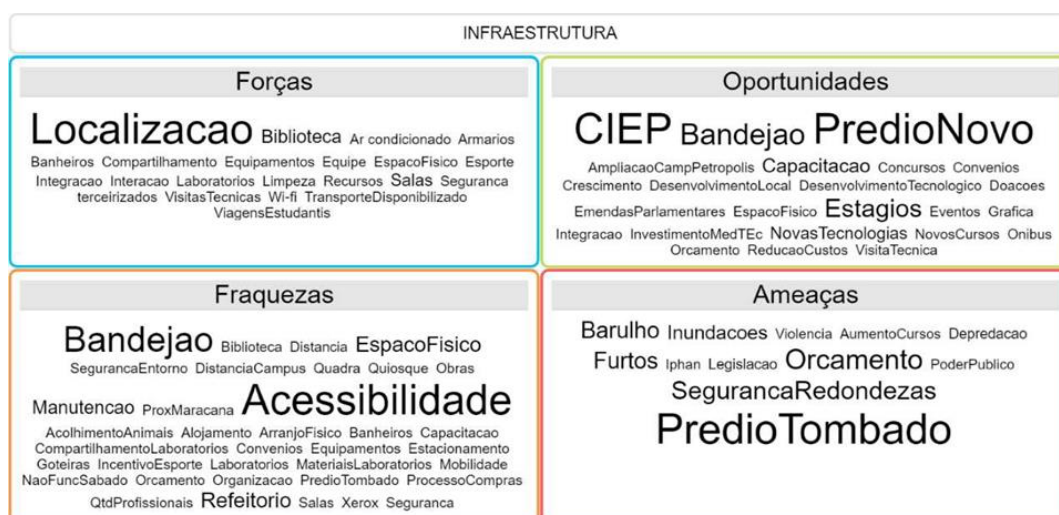 INFRAESTRUTURA
Forças
Localizacao Biblioteca Ar condicionado Armarios
Banheiros Compartilhamento Equipamentos Equipe EspacoFisico Esporte
Integracao Interacao Laboratorios Limpeza Recursos Salas Seguranca
terceirizados VisitasTecnicas Wi-fi TransporteDisponibilizado
ViagensEstudantis
Oportunidades
CIEP Bandejao PredioNovo
AmpliacaoCampPetropolis Capacitacao Concursos Convenios
Crescimento DesenvolvimentoLocal DesenvolvimentoTecnologico Doacoes
EmendasParlamentares EspacoFisico Estagios Eventos Grafica
Integracao InvestimentoMedTEc NovasTecnologias NovosCursos Onibus
Orcamento ReducaoCustos VisitaTecnica
Fraquezas
Bandejao Biblioteca Distancia EspacoFisico
SegurancaEntorno DistanciaCampus Quadra Quiosque Obras
Manutencao ProxMaracana Acessibilidade
AcolhimentoAnimais Alojamento ArranjoFisico Banheiros Capacitacao
CompartilhamentoLaboratorios Convenios Equipamentos Estacionamento
Goteiras IncentivoEsporte Laboratorios MateriaisLaboratorios Mobilidade
NaoFuncSabado Orcamento Organizacao PredioTombado ProcessoCompras
QtdProfissionais Refeitorio Salas Xerox Seguranca
Ameaças
Barulho Inundacoes Violencia AumentoCursos Depredacao
Furtos Iphan Legislacao Orcamento PoderPublico
SegurancaRedondezas
PredioTombado